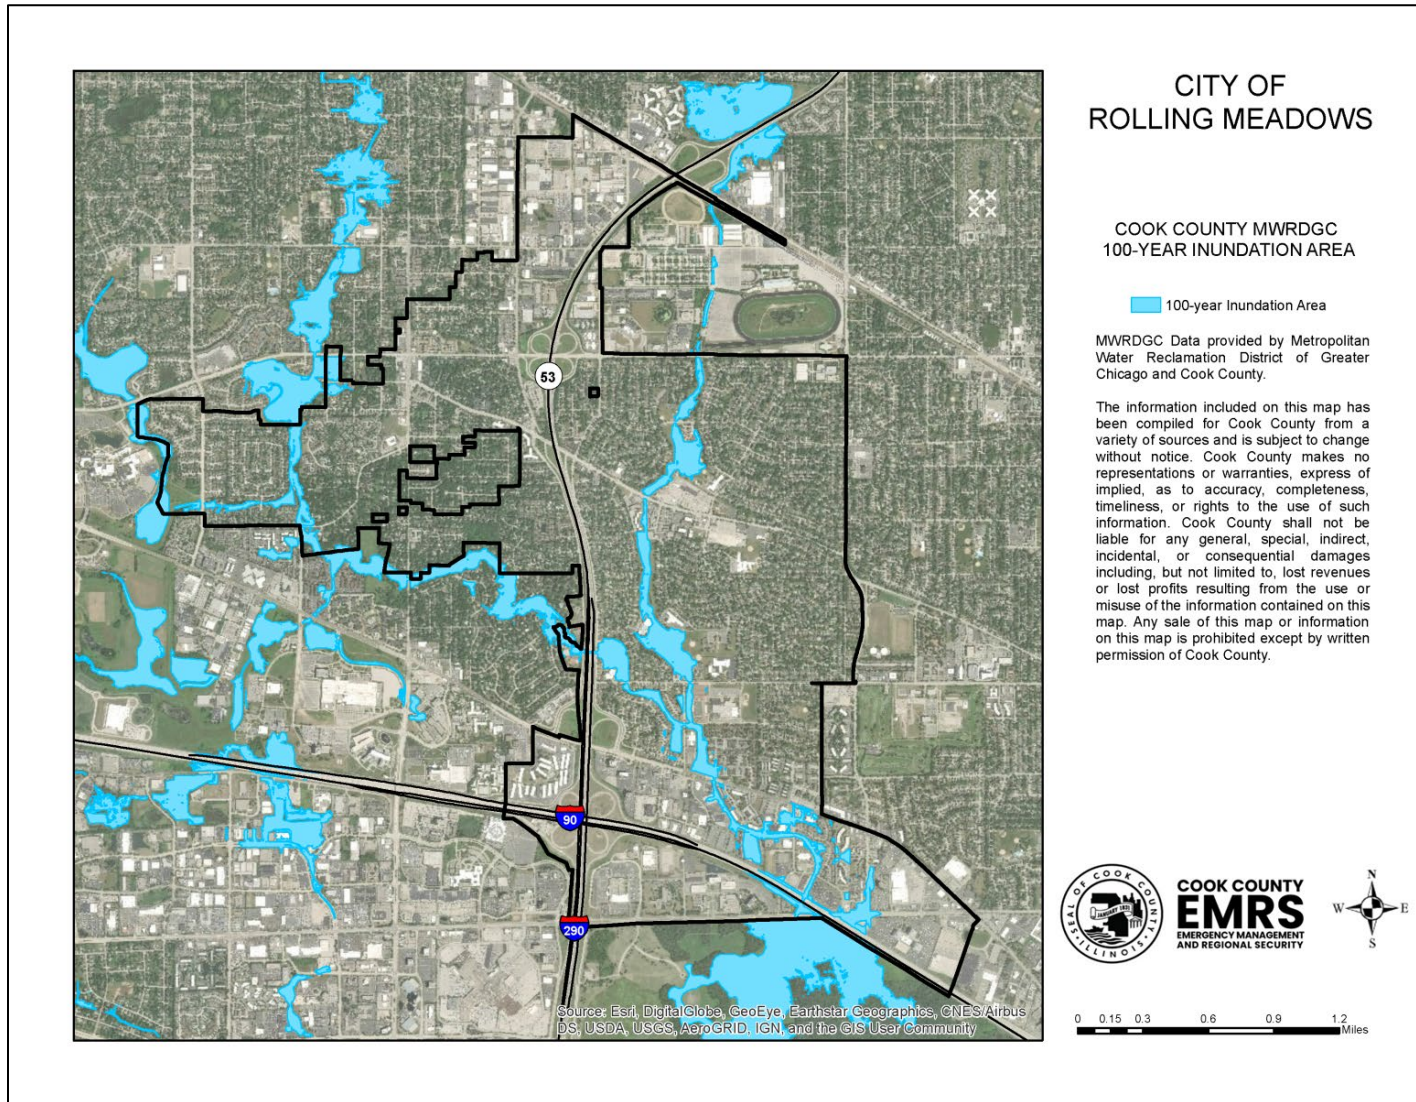 CITY OF
ROLLING MEADOWS
COOK COUNTY MWRDGC
100-YEAR INUNDATION AREA
100-year Inundation Area
MWRDGC Data provided by Metropolitan
Water Reclamation District of Greater
Chicago and Cook County.
The information included on this map has
been compiled for Cook County from a
variety of sources and is subject to change
without notice. Cook County makes no
representations or warranties, express of
implied, as to accuracy, completeness,
timeliness, or rights to the use of such
information. Cook County shall not be
liable for any general, special, indirect,
incidental, or consequential damages
including, but not limited to, lost revenues
or lost profits resulting from the use or
misuse of the information contained on this
map. Any sale of this map or information
on this map is prohibited except by written
permission of Cook County.
53
90
290
Source: Esri, DigitalGlobe, GeoEye, Earthstar Geographics, CNES/Airbus
DS, USDA, USGS, AeroGRID, IGN, and the GIS User Community
SEAL OF COOK COUNTY
JANUARY 1831
ILLINOIS
COOK COUNTY
EMRS
EMERGENCY MANAGEMENT
AND REGIONAL SECURITY
N
W E
S
0 0.15 0.3 0.6 0.9 1.2
Miles